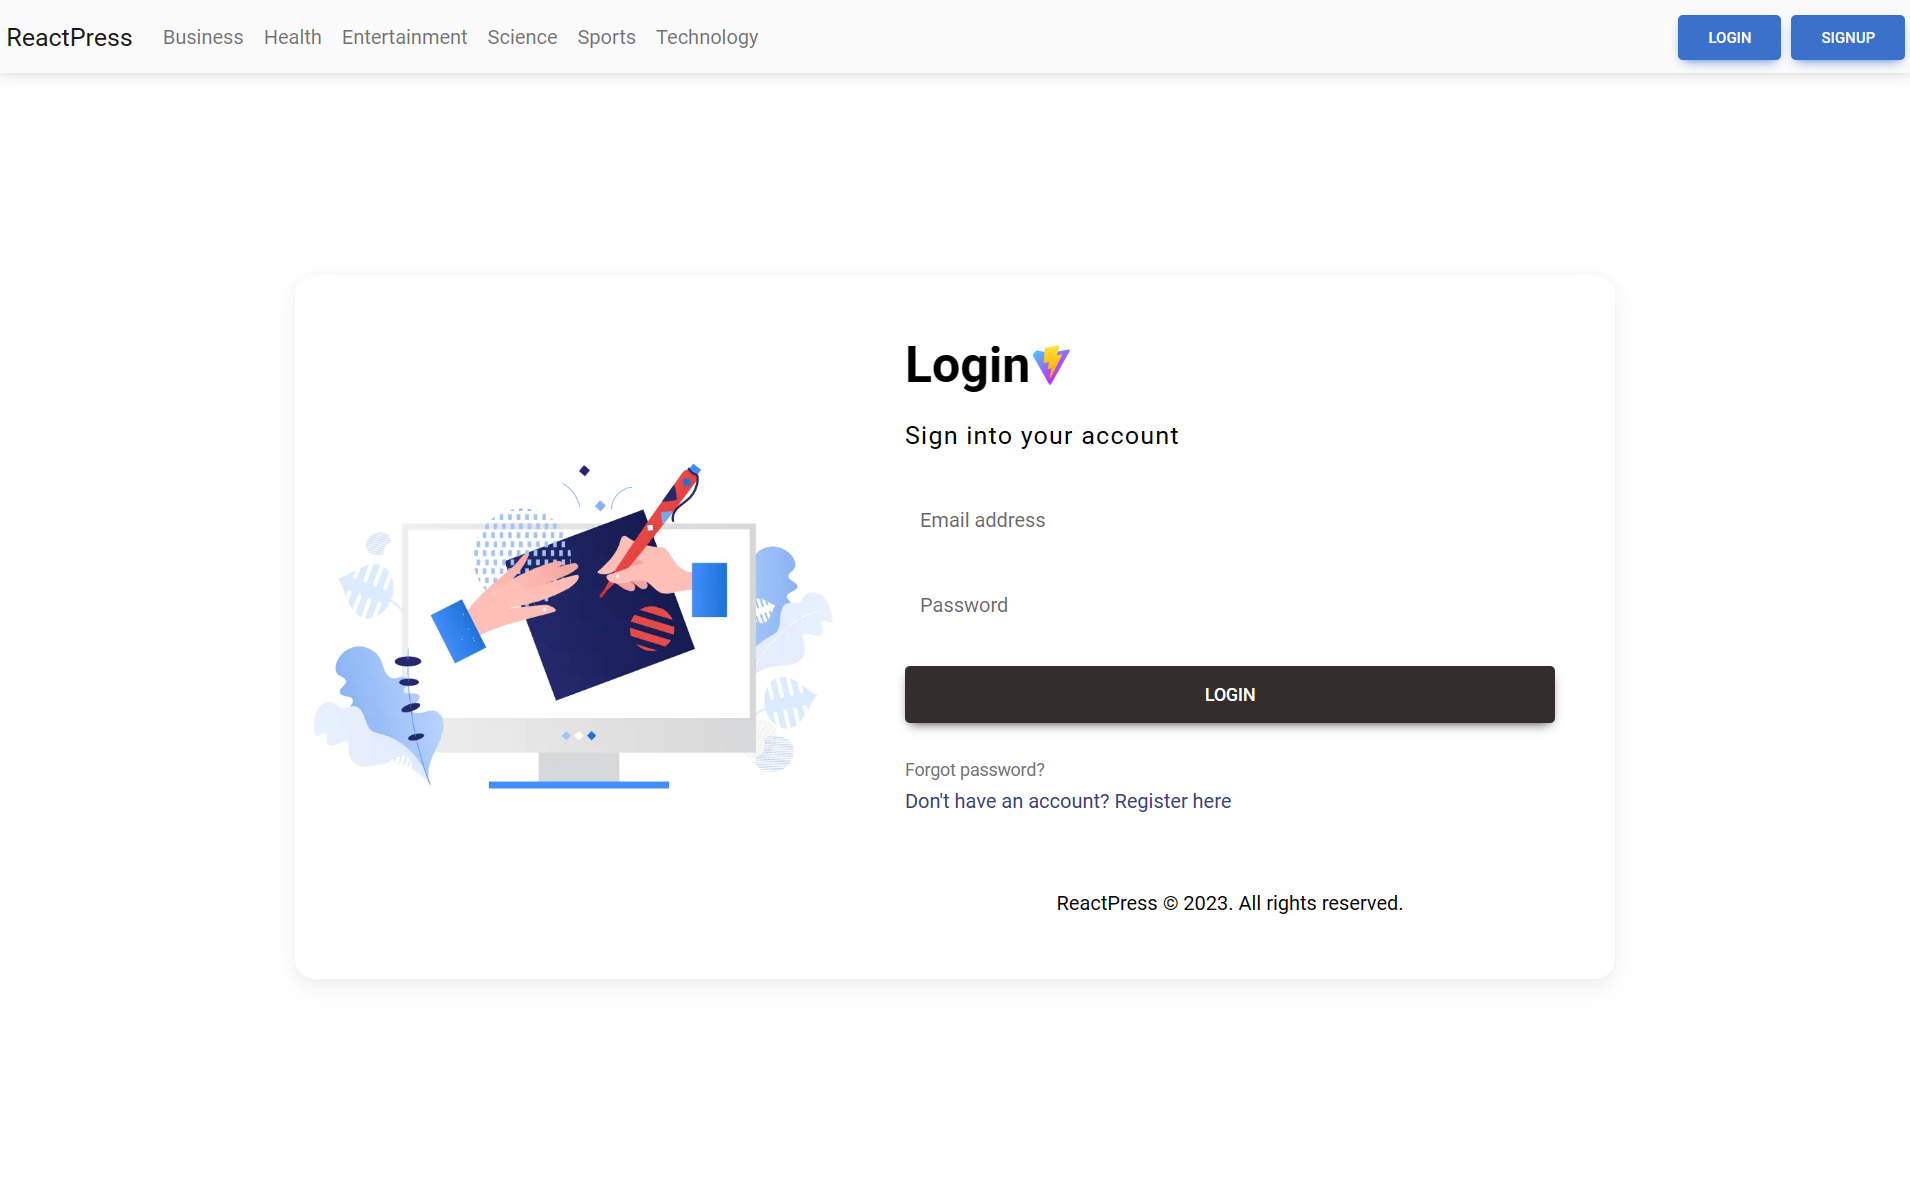 ReactPress Business Health Entertainment Science Sports Technology LOGIN SIGNUP
Login
Sign into your account
Email address
Password
LOGIN
Forgot password?
Don't have an account? Register here
ReactPress © 2023. All rights reserved.